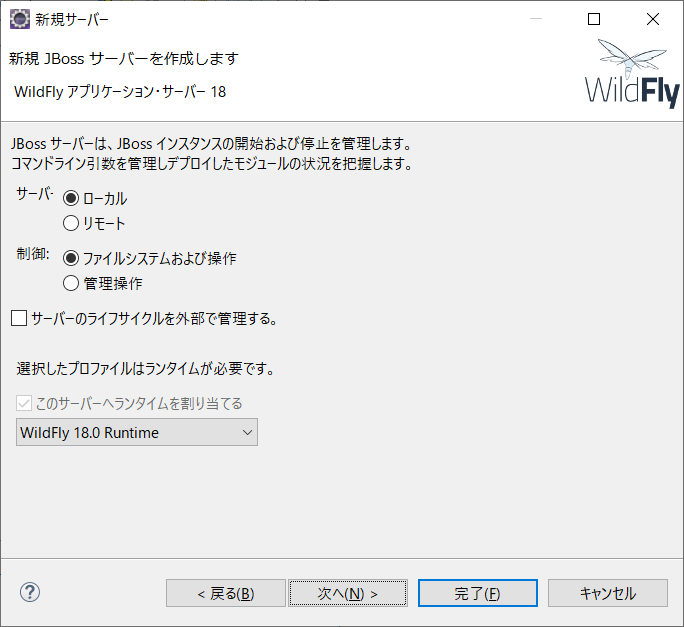 新規サーバー
新規 JBoss サーバーを作成します
WildFly アプリケーション・サーバー 18
WildFly
JBoss サーバーは、JBoss インスタンスの開始および停止を管理します。
コマンドライン引数を管理しデプロイしたモジュールの状況を把握します。
サーバ-
ローカル
リモート
制御:
ファイルシステムおよび操作
管理操作
サーバーのライフサイクルを外部で管理する。
選択したプロファイルはランタイムが必要です。
このサーバーへランタイムを割り当てる
WildFly 18.0 Runtime
?
< 戻る(B)
次へ(N) >
完了(F)
キャンセル